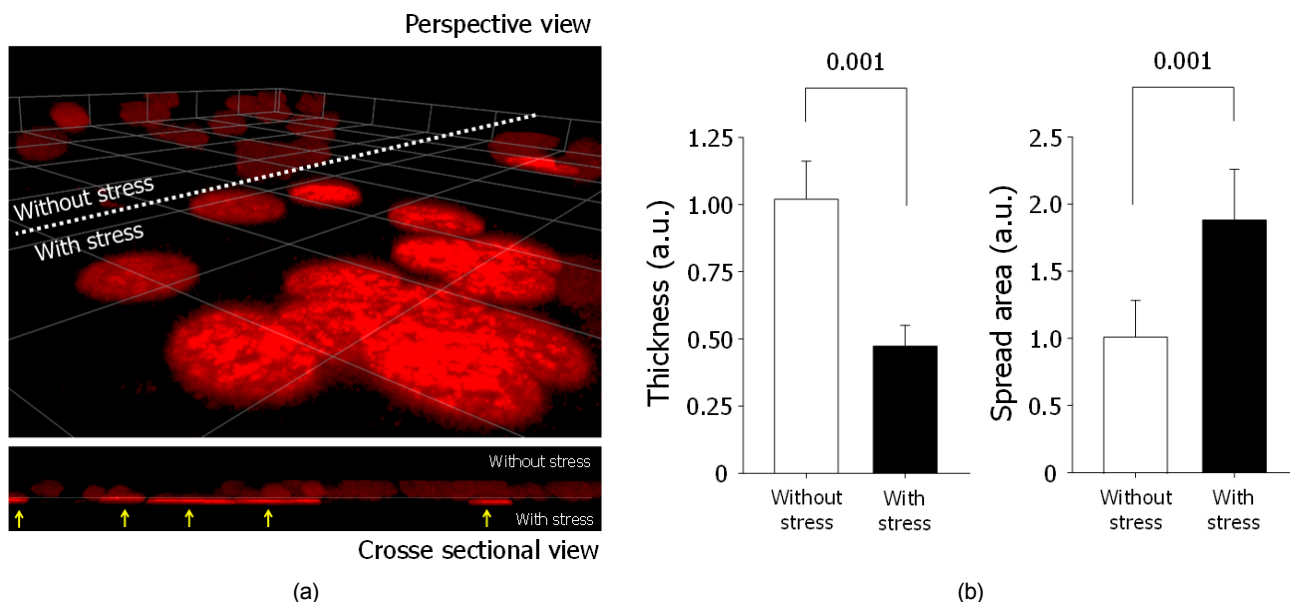 Perspective view
Without stress
With stress
Without stress
With stress
Crosse sectional view
(a)
0.001
Thickness (a.u.)
1.25
1.00
0.75
0.50
0.25
0
Without
stress
With
stress
0.001
Spread area (a.u.)
2.5
2.0
1.5
1.0
0.5
0
Without
stress
With
stress
(b)